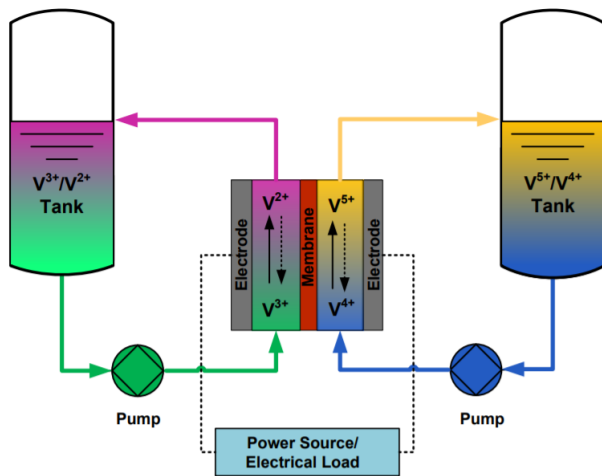 V³⁺/V²⁺
Tank
Electrode
V²⁺
V³⁺
Membrane
V⁵⁺
V⁴⁺
Electrode
V⁵⁺/V⁴⁺
Tank
Pump
Pump
Power Source/
Electrical Load